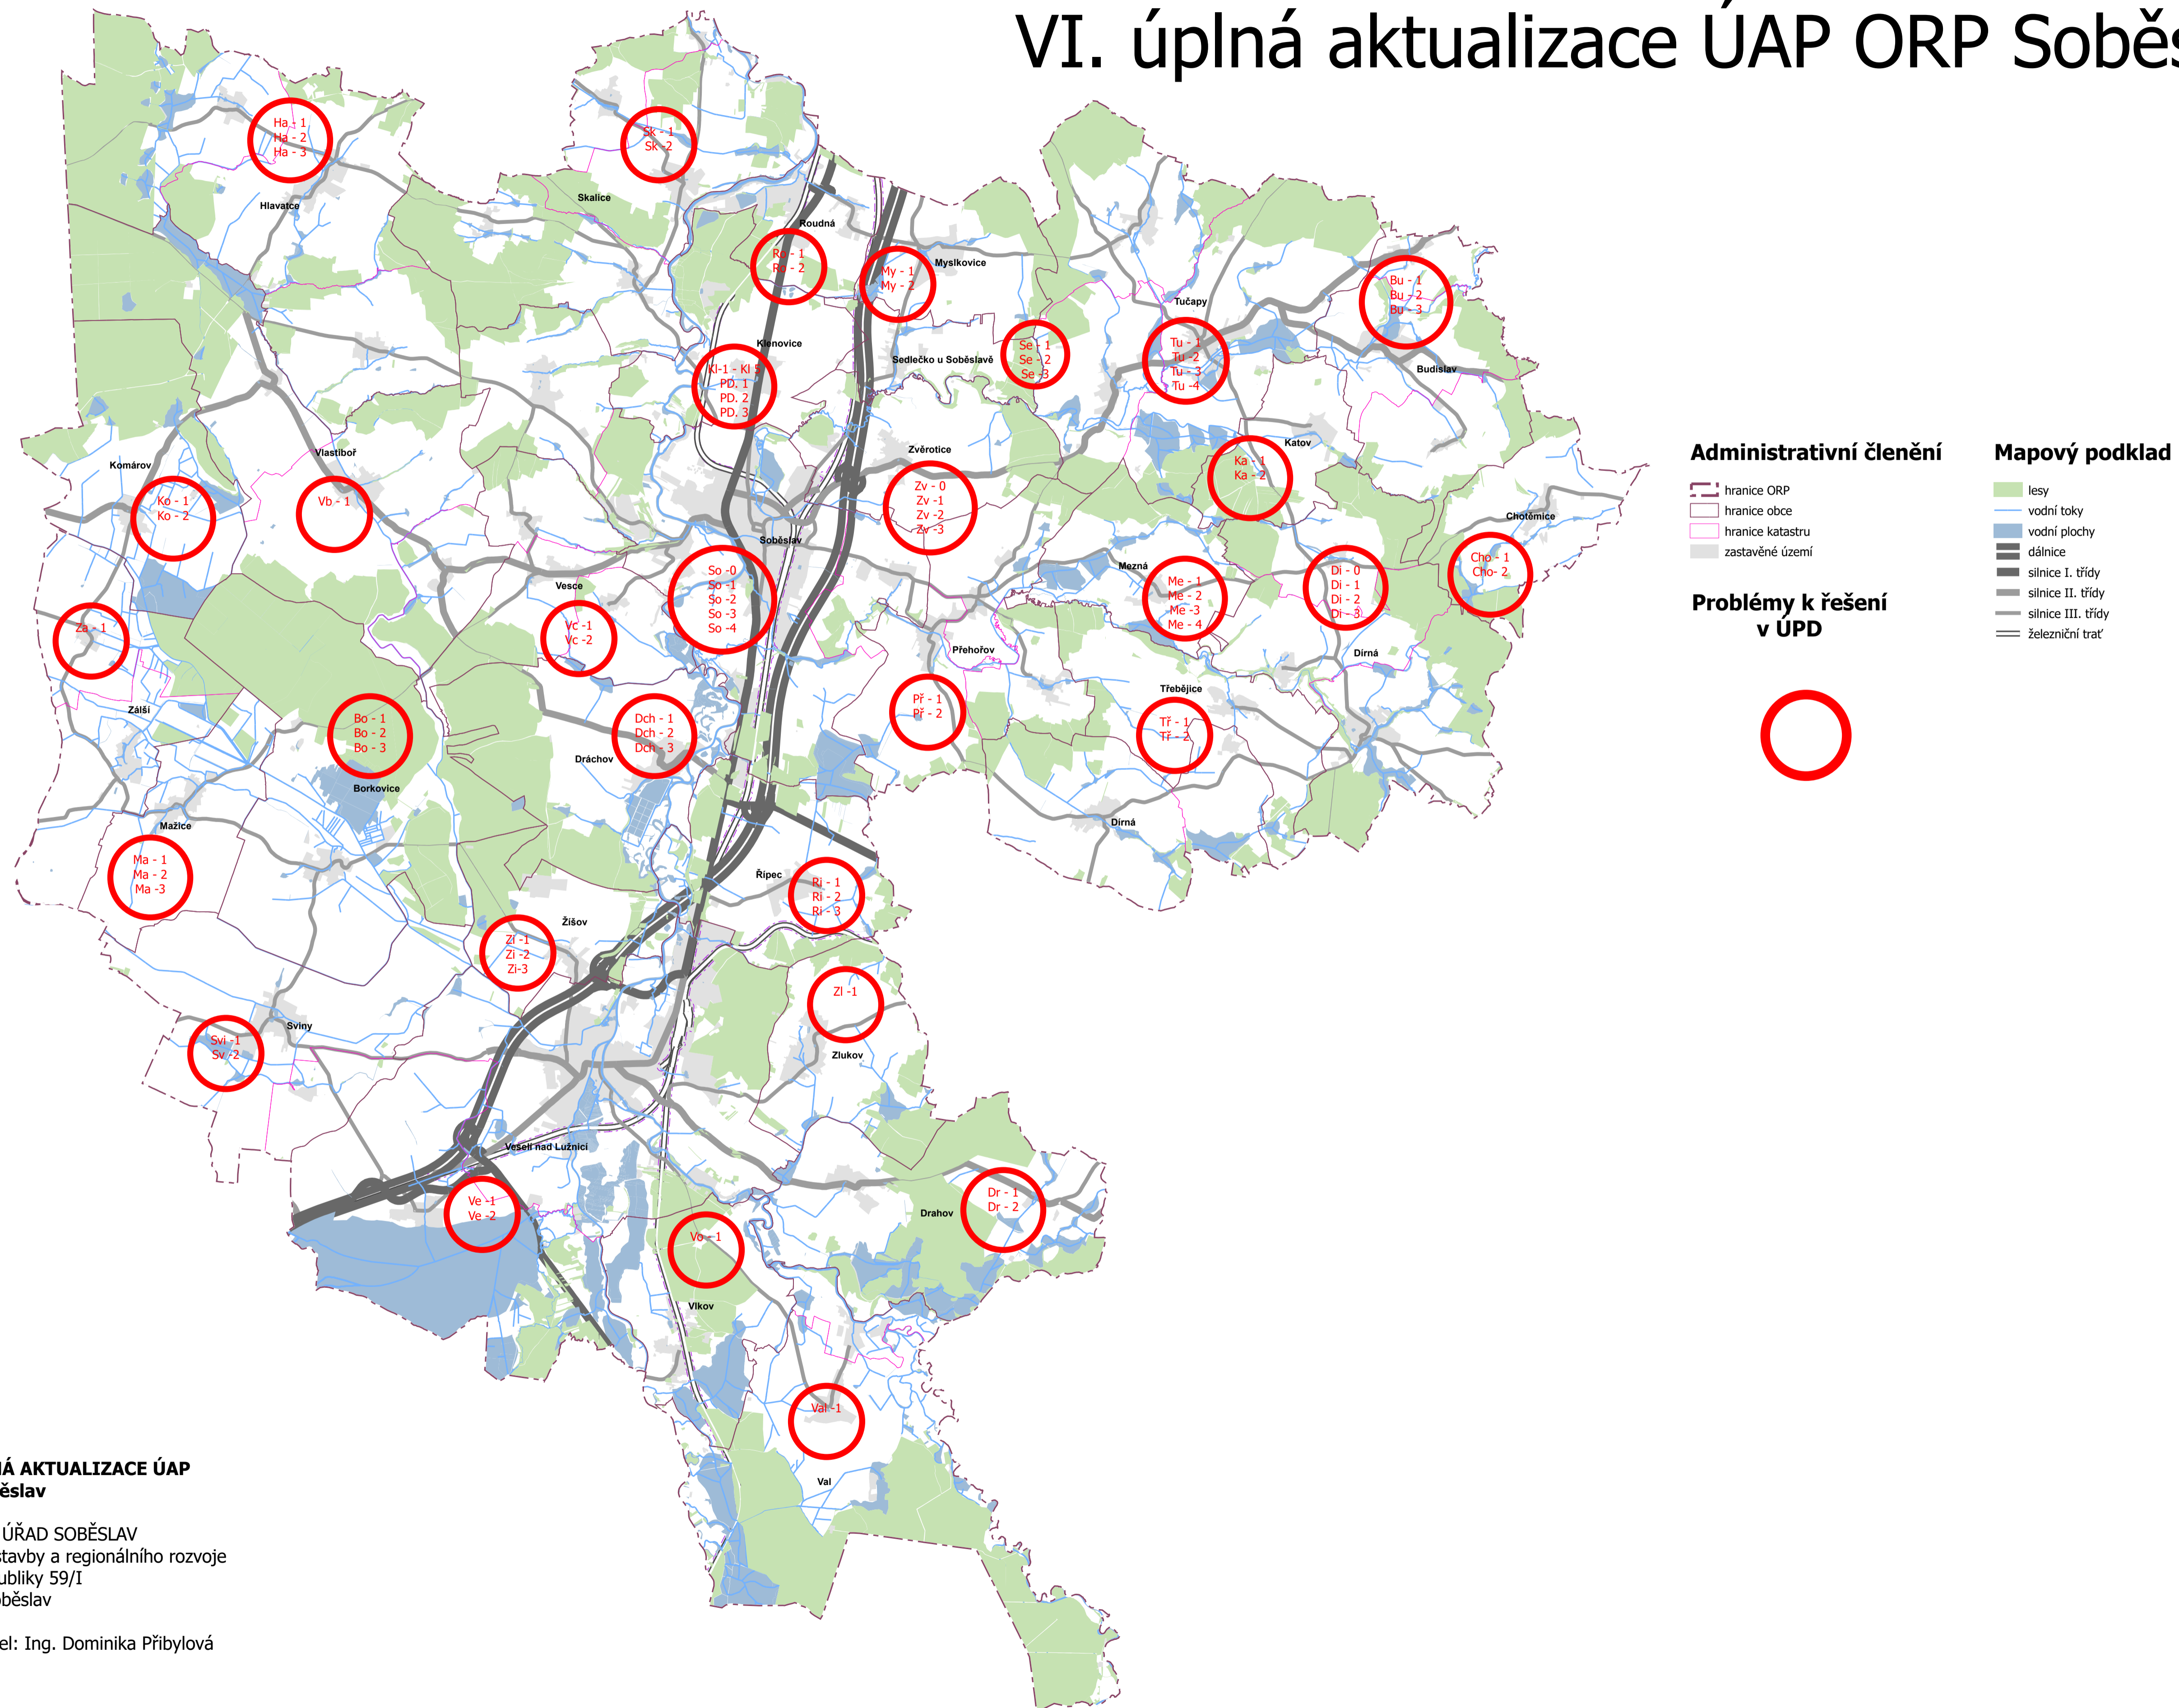 VI. úplná aktualizace ÚAP ORP
Ha - 1
Ha - 2
Ha - 3
Hlavatce
Sk - 1
Sk -2
Skalice
Roudná
Ro - 1
Ro - 2
My - 1
My - 2
Myslkovice
Klenovice
Kl-1 - Kl 5
PD. 1
PD. 2
PD. 3
Sedlečko u Soběslavě
Se - 1
Se - 2
Se -3
Tučapy
Tu - 1
Tu -2
Tu - 3
Tu -4
Bu - 1
Bu - 2
Bu - 3
Budislav
Komárov
Ko - 1
Ko - 2
Vlastiboř
Vb - 1
Zvěrotice
Zv - 0
Zv -1
Zv -2
Zv -3
Katov
Ka - 1
Ka - 2
Chotěmice
Cho - 1
Cho- 2
Soběslav
So -0
So -1
So -2
So -3
So -4
Vesce
Vc -1
Vc -2
Mezná
Me - 1
Me - 2
Me -3
Me - 4
Di - 0
Di - 1
Di - 2
Di - 3
Dírná
Za - 1
Zálší
Přehořov
Př - 1
Př - 2
Třebějice
Tř - 1
Tř - 2
Bo - 1
Bo - 2
Bo - 3
Borkovice
Dch - 1
Dch - 2
Dch - 3
Dráchov
Dírná
Mažice
Ma - 1
Ma - 2
Ma -3
Řípec
Ri - 1
Ri - 2
Ri - 3
Žíšov
Zi -1
Zi -2
Zi-3
Zl -1
Zlukov
Sviny
Svi -1
Sv -2
Veselí nad Lužnicí
Ve -1
Ve -2
Dr - 1
Dr - 2
Drahov
Vo - 1
Vlkov
Val -1
Val
Administrativní členění
hranice ORP
hranice obce
hranice katastru
zastavěné území
Problémy k řešení
v ÚPD
Mapový podklad
lesy
vodní toky
vodní plochy
dálnice
silnice I. třídy
silnice II. třídy
silnice III. třídy
železniční trať
AKTUALIZACE ÚAP
ÚŘAD SOBĚSLAV
a regionálního rozvoje
59/I
Ing. Dominika Přibylová